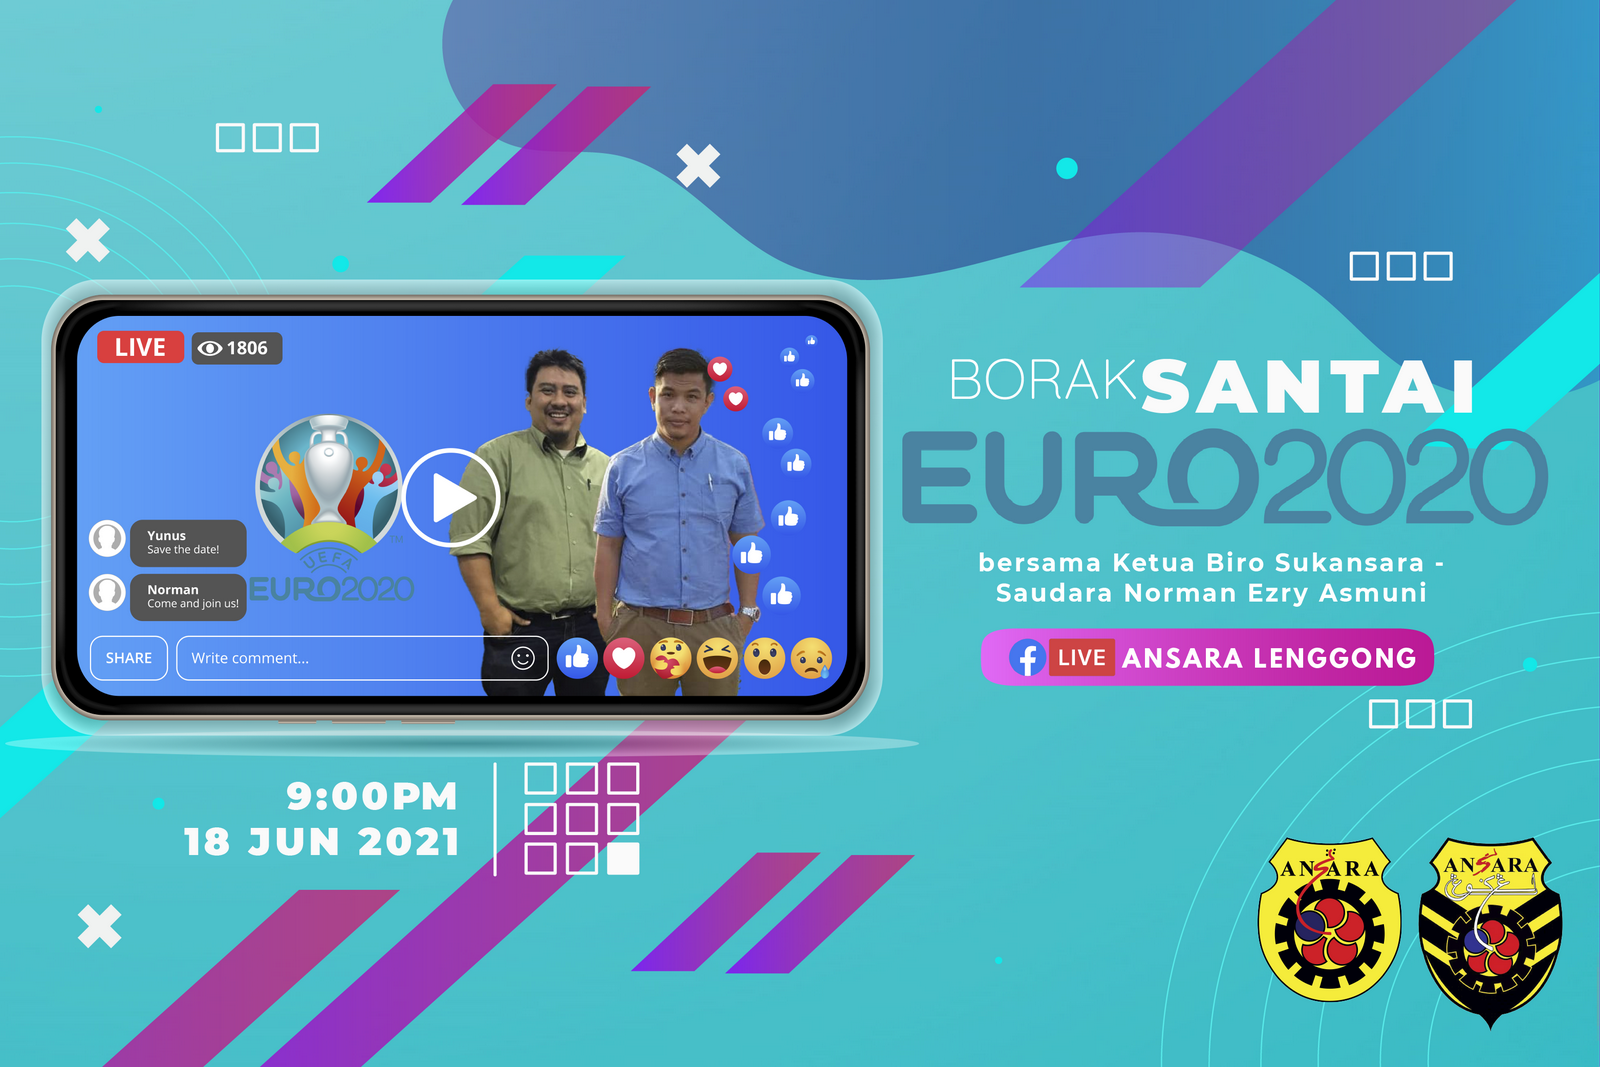 LIVE
1806
Yunus
Save the date!
Norman
Come and join us!
UEFA
EURO2020
TM
SHARE
Write comment...
BORAKSANTAI
EURO2020
bersama Ketua Biro Sukansara -
Saudara Norman Ezry Asmuni
LIVE ANSARA LENGGONG
9:00PM
18 JUN 2021
ANSARA
ANSARA